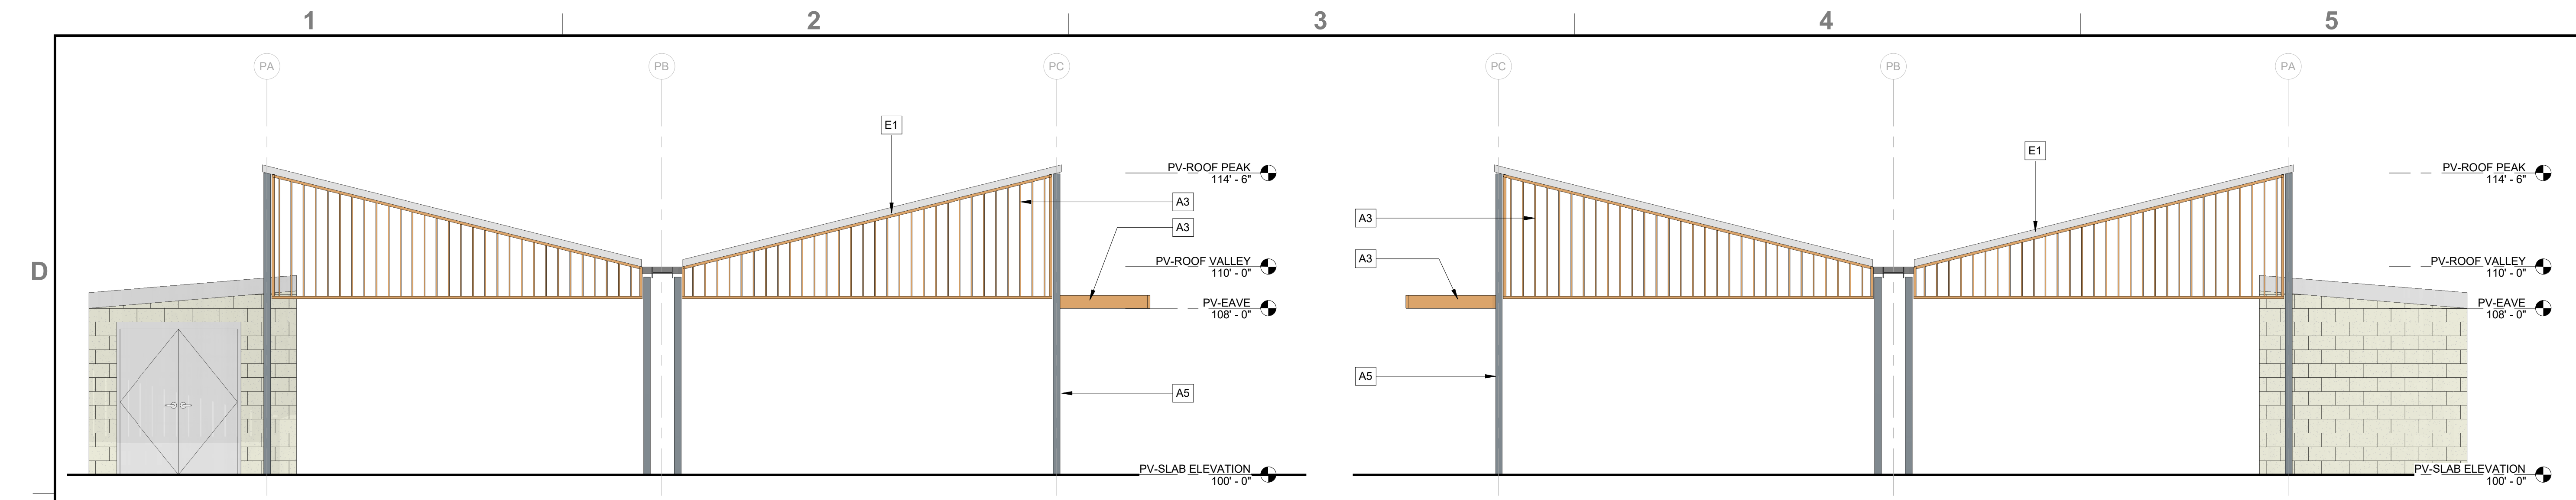 1 2 3 4 5
PA PB PC PC PB PA
E1
E1
PV-ROOF PEAK
114' - 6"
PV-ROOF PEAK
114' - 6"
A3
A3
A3
A3
D
PV-ROOF VALLEY
110' - 0"
PV-ROOF VALLEY
110' - 0"
PV-EAVE
108' - 0"
PV-EAVE
108' - 0"
A5
A5
PV-SLAB ELEVATION
100' - 0"
PV-SLAB ELEVATION
100' - 0"